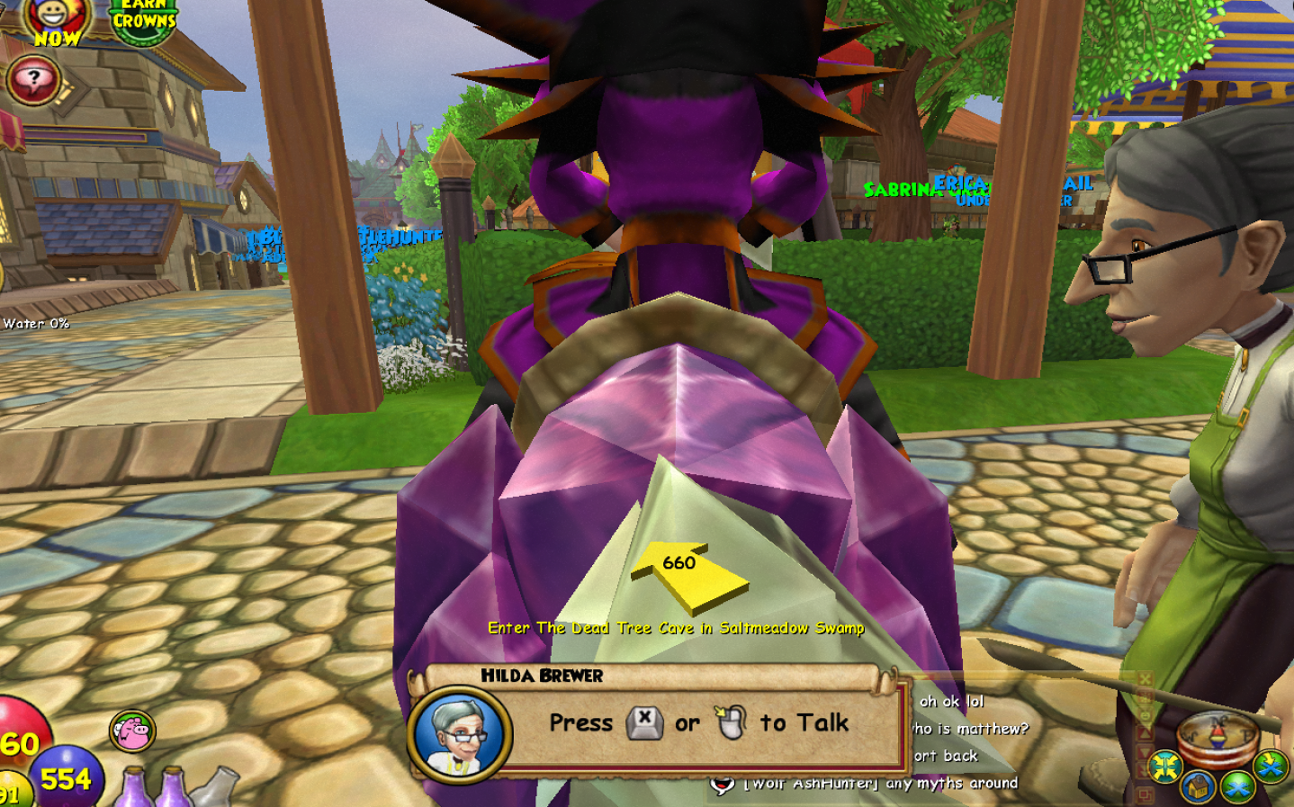 EARN
CROWNS
NOW
?
SABRINA
ERICA
AIL
TLEHUNTE
Water 0%
660
Enter The Dead Tree Cave in Saltmeadow Swamp
HILDA BREWER
Press X or to Talk
oh ok lol
who is matthew?
ort back
[Wolf AshHunter] any myths around
60
554
91
N